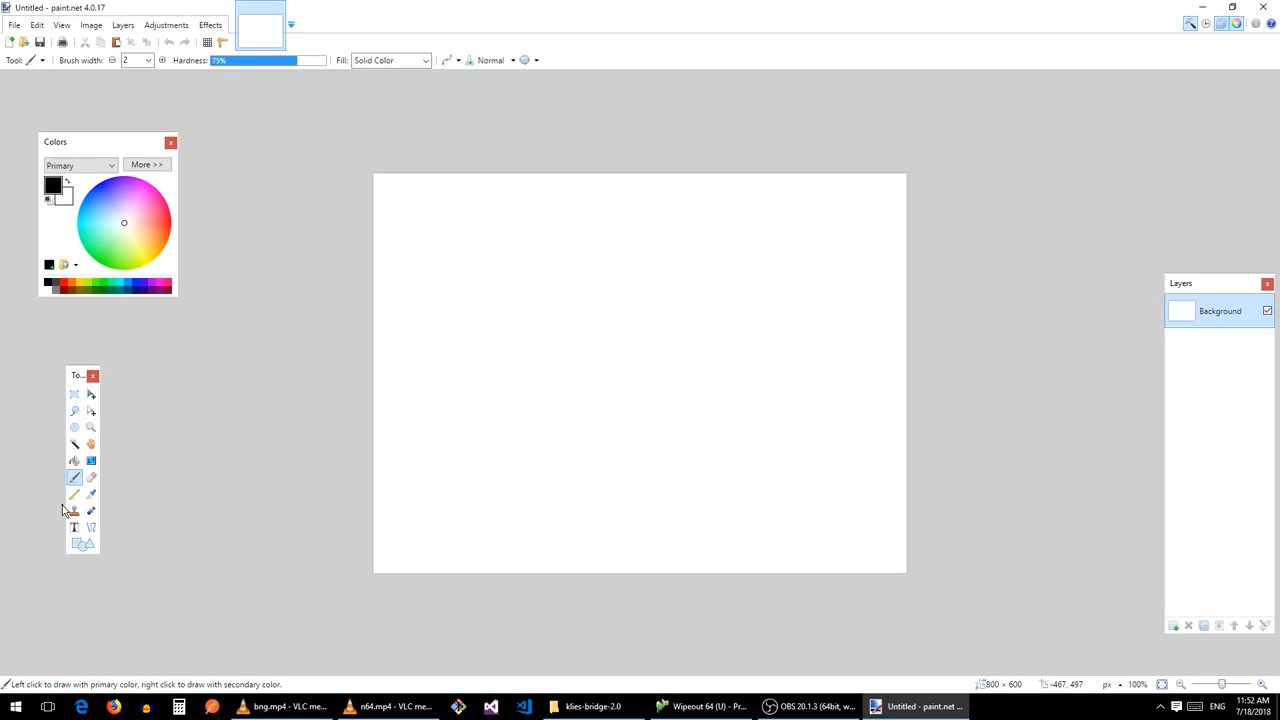 Untitled - paint.net 4.0.17
File Edit View Image Layers Adjustments Effects
Tool: Brush width: 2 Hardness: 75% Fill: Solid Color Normal
Colors
Primary More >>
Layers
Background
To...
Left click to draw with primary color, right click to draw with secondary color.
800 × 600 -467, 497 px 100%
bng.mp4 - VLC me... n64.mp4 - VLC me... klies-bridge-2.0 Wipeout 64 (U) - Pr... OBS 20.1.3 (64bit, w... Untitled - paint.net ... ENG 11:52 AM
7/18/2018